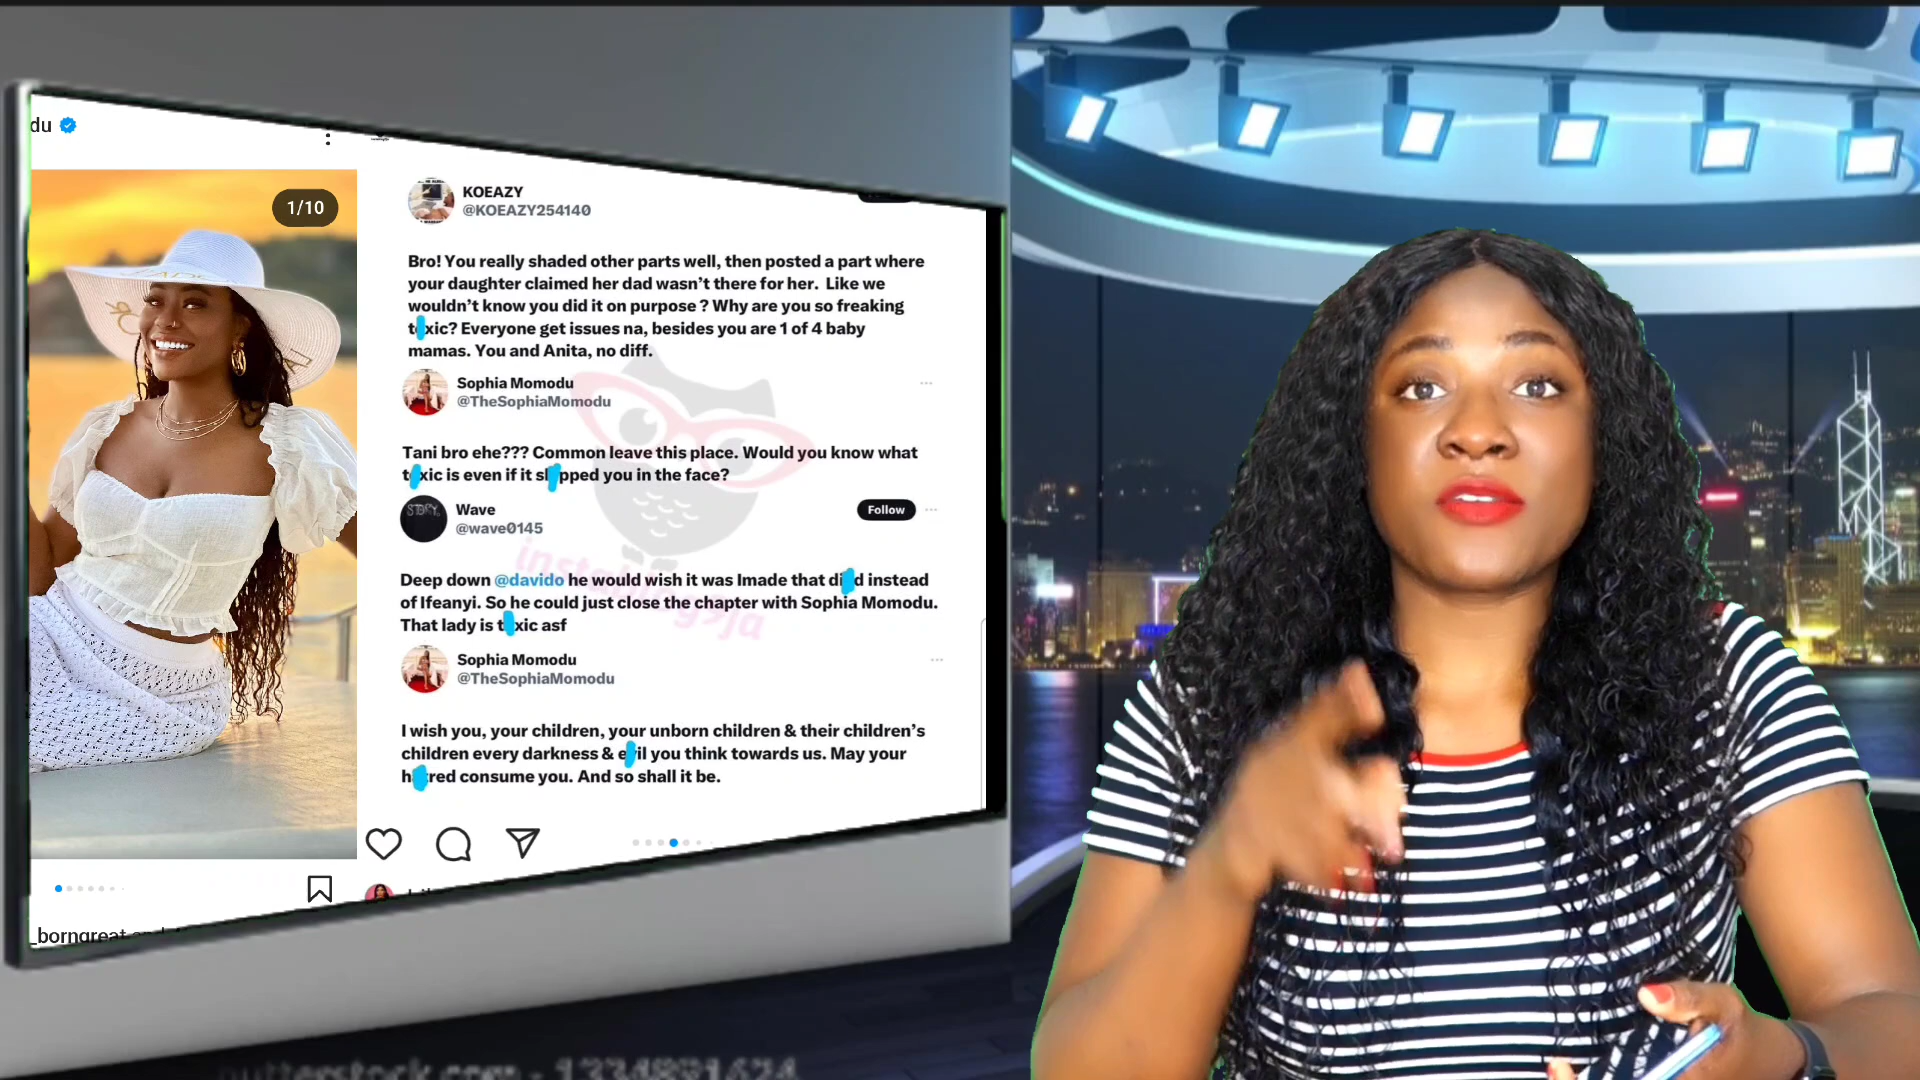 du
1/10
KOEAZY
@KOEAZY254140
Bro! You really shaded other parts well, then posted a part where
your daughter claimed her dad wasn't there for her. Like we
wouldn't know you did it on purpose ? Why are you so freaking
t xic? Everyone get issues na, besides you are 1 of 4 baby
mamas. You and Anita, no diff.
Sophia Momodu
@TheSophiaMomodu
Tani bro ehe??? Common leave this place. Would you know what
t xic is even if it sl pped you in the face?
STORY
Wave
@wave0145
Follow
Deep down @davido he would wish it was Imade that di d instead
of Ifeanyi. So he could just close the chapter with Sophia Momodu.
That lady is t xic asf
instablog9ja
Sophia Momodu
@TheSophiaMomodu
I wish you, your children, your unborn children & their children's
children every darkness & e il you think towards us. May your
h tred consume you. And so shall it be.
_borngreat and
shutterstock.com · 1334891624